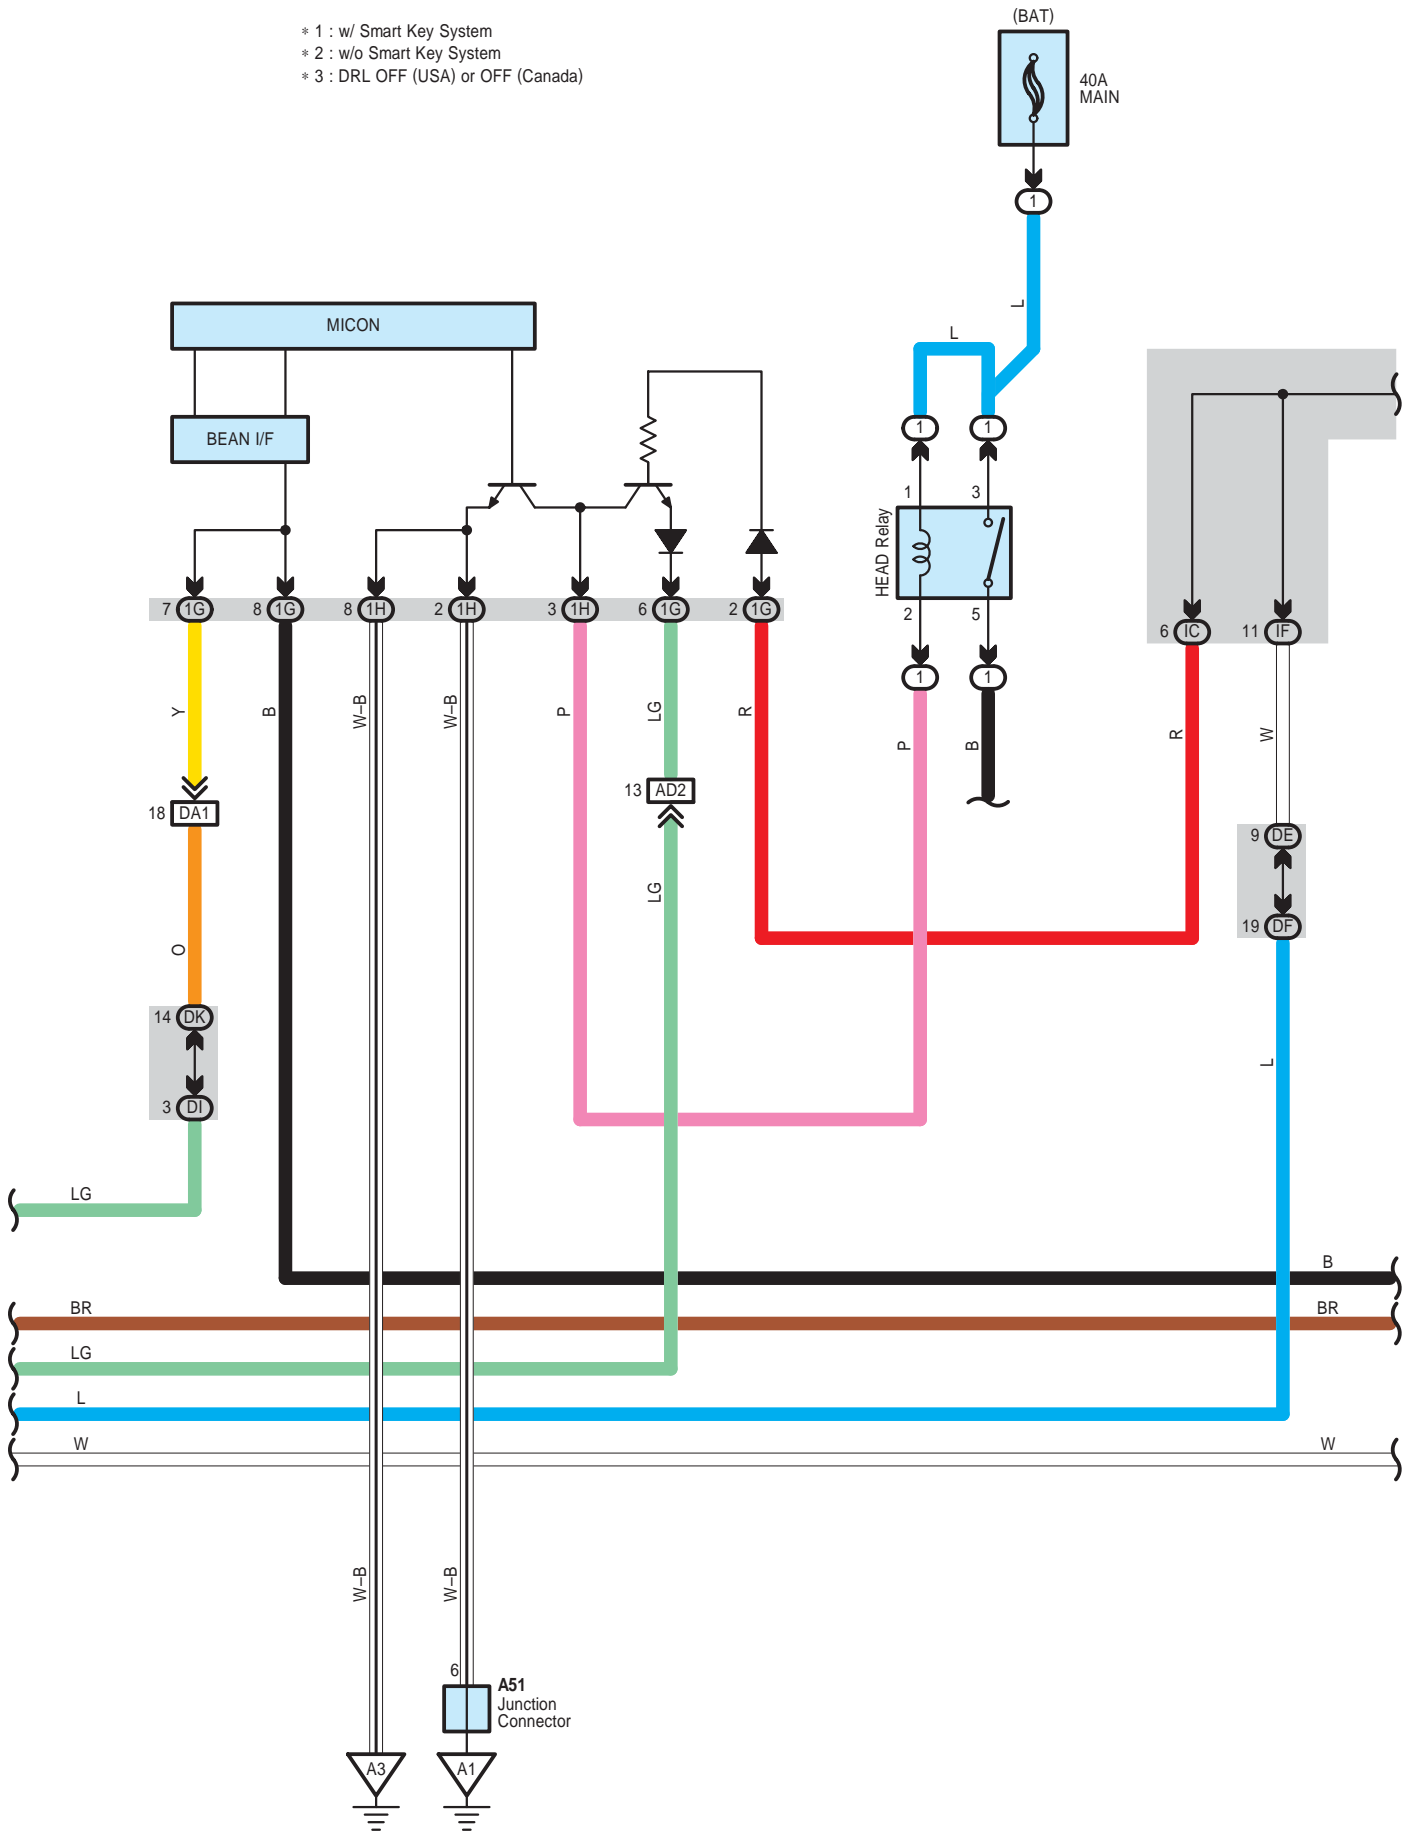 (BAT)
* 1 : w/ Smart Key System
* 2 : w/o Smart Key System
* 3 : DRL OFF (USA) or OFF (Canada)
40A
MAIN
1
L
MICON
L
BEAN I/F
1
1
1
3
HEAD Relay
2
5
7 1G
8 1G
8 1H
2 1H
3 1H
6 1G
2 1G
6 IC
11 IF
1
1
Y
B
W–B
W–B
P
LG
R
P
B
R
W
13 AD2
18 DA1
9 DE
LG
O
19 DF
14 DK
L
3 DI
LG
B
BR
BR
LG
L
W
W
W–B
W–B
6
A51
Junction
Connector
A3
A1